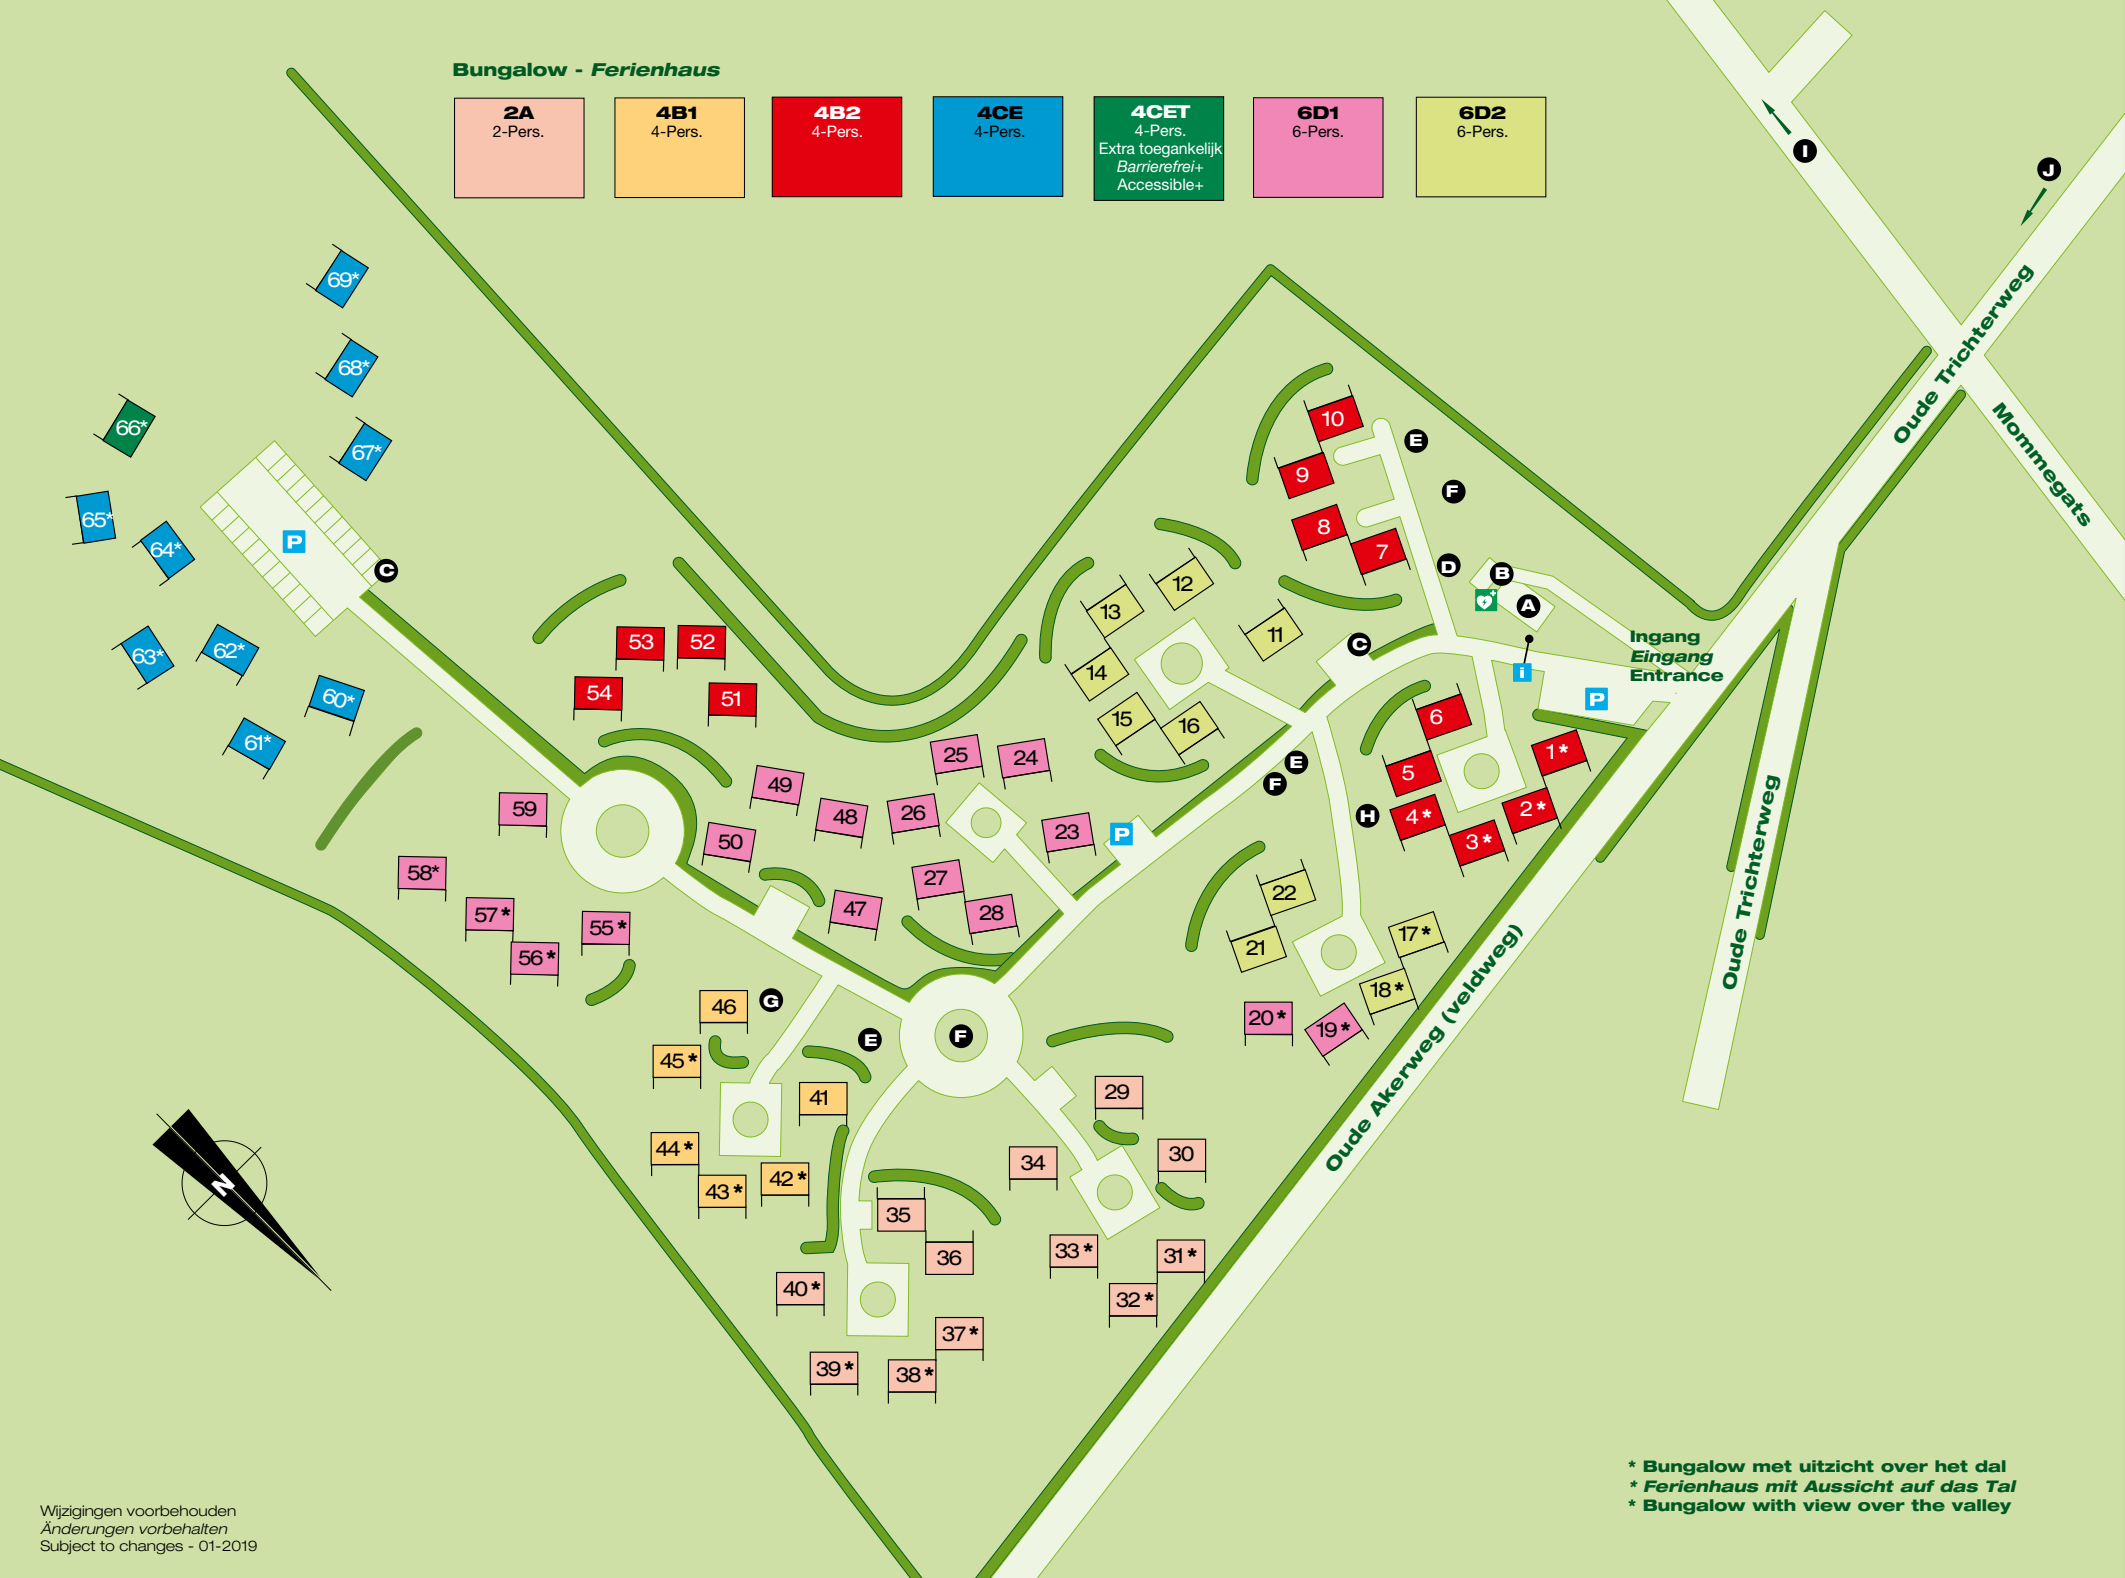 Bungalow - Ferienhaus
2A
2-Pers.
4B1
4-Pers.
4B2
4-Pers.
4CE
4-Pers.
4CET
4-Pers.
Extra toegankelijk
Barrierefrei+
Accessible+
6D1
6-Pers.
6D2
6-Pers.
I
J
Oude Trichterweg
Mommegats
69*
68*
67*
66*
65*
64*
63*
62*
61*
60*
P
C
10
9
8
7
E
F
D
B
A
C
i
P
Ingang
Eingang
Entrance
13
12
11
14
15
16
53
52
54
51
6
5
4*
3*
2*
1*
H
E
F
P
25
24
26
23
27
28
49
48
50
47
59
58*
57*
56*
55*
22
21
17*
18*
20*
19*
Oude Akerweg (veldweg)
Oude Trichterweg
46
G
45*
44*
43*
42*
41
E
F
29
30
34
33*
31*
32*
35
36
40*
37*
39*
38*
N
* Bungalow met uitzicht over het dal
* Ferienhaus mit Aussicht auf das Tal
* Bungalow with view over the valley
Wijzigingen voorbehouden
Änderungen vorbehalten
Subject to changes - 01-2019